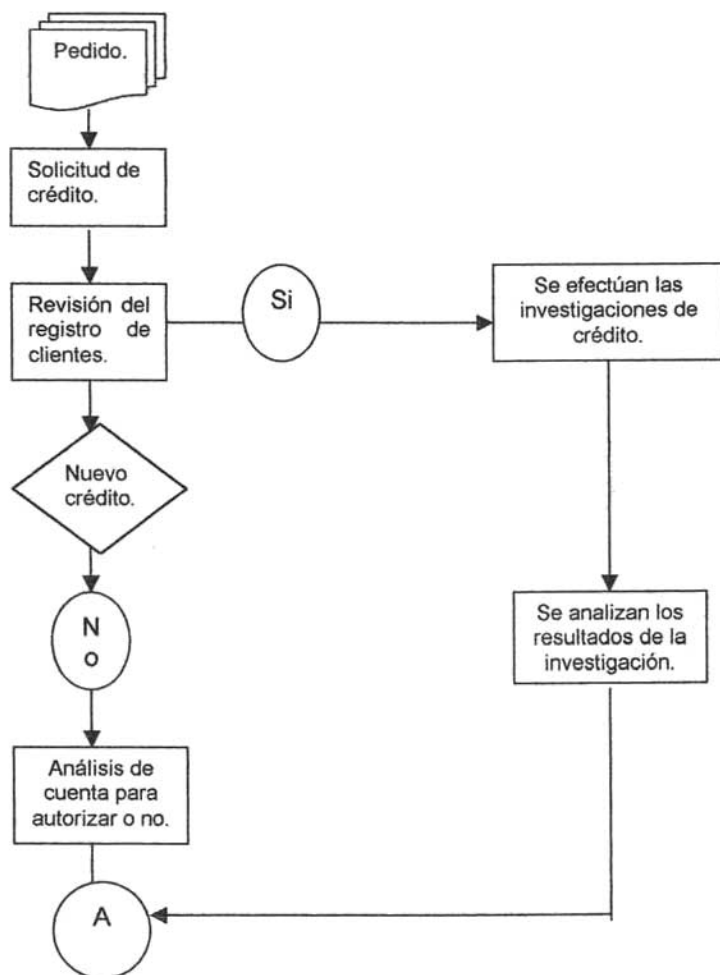 Pedido.
Solicitud de
crédito.
Revisión del
registro de
clientes.
Si
Se efectúan las
investigaciones de
crédito.
Nuevo
crédito.
N
o
Se analizan los
resultados de la
investigación.
Análisis de
cuenta para
autorizar o no.
A